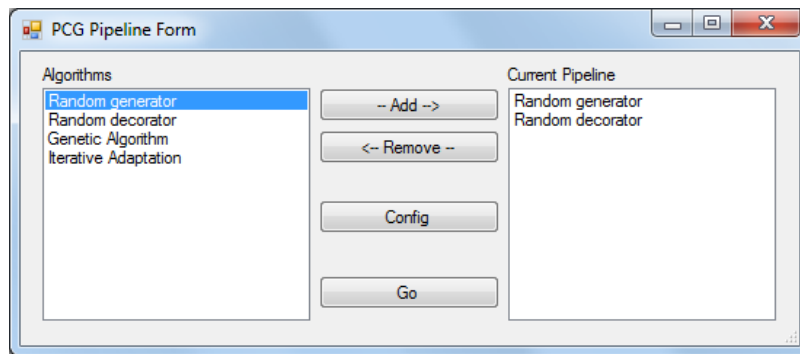 PCG Pipeline Form
Algorithms
Random generator
Random decorator
Genetic Algorithm
Iterative Adaptation
-- Add -->
<-- Remove --
Config
Go
Current Pipeline
Random generator
Random decorator